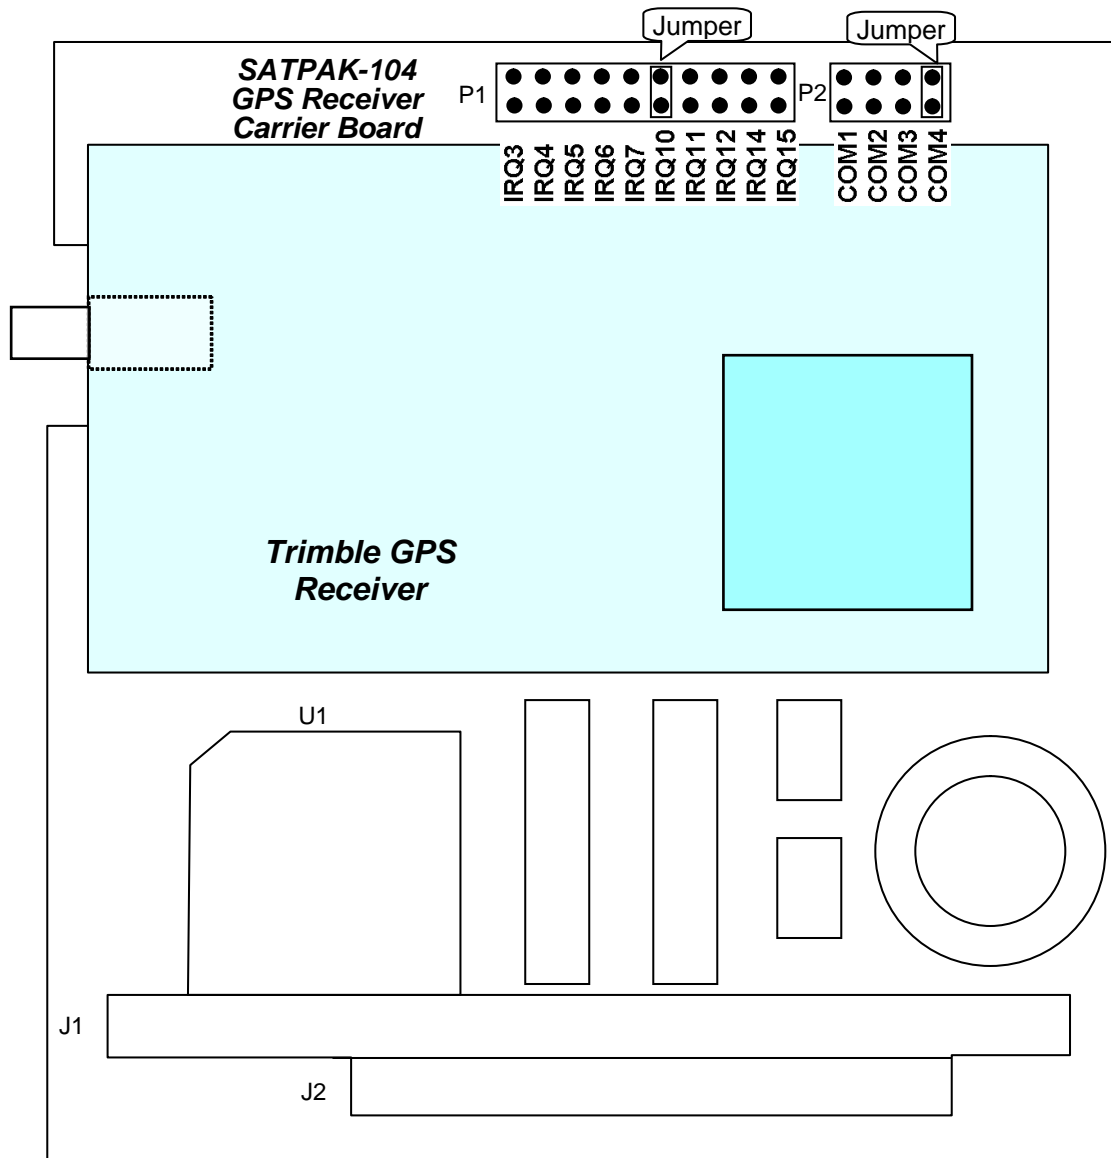 Jumper
Jumper
SATPAK-104
GPS Receiver
Carrier Board
P1
P2
IRQ3
IRQ4
IRQ5
IRQ6
IRQ7
IRQ10
IRQ11
IRQ12
IRQ14
IRQ15
COM1
COM2
COM3
COM4
Trimble GPS
Receiver
U1
J1
J2